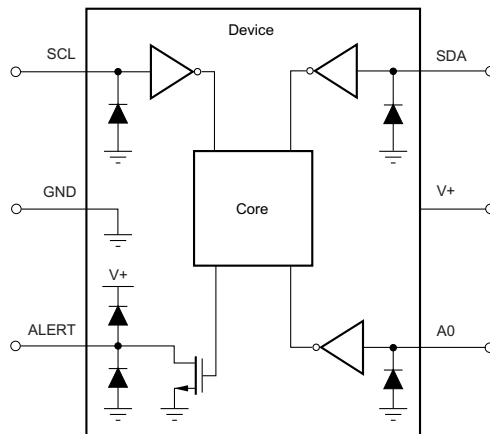 Device
SCL
SDA
GND
Core
V+
V+
ALERT
A0